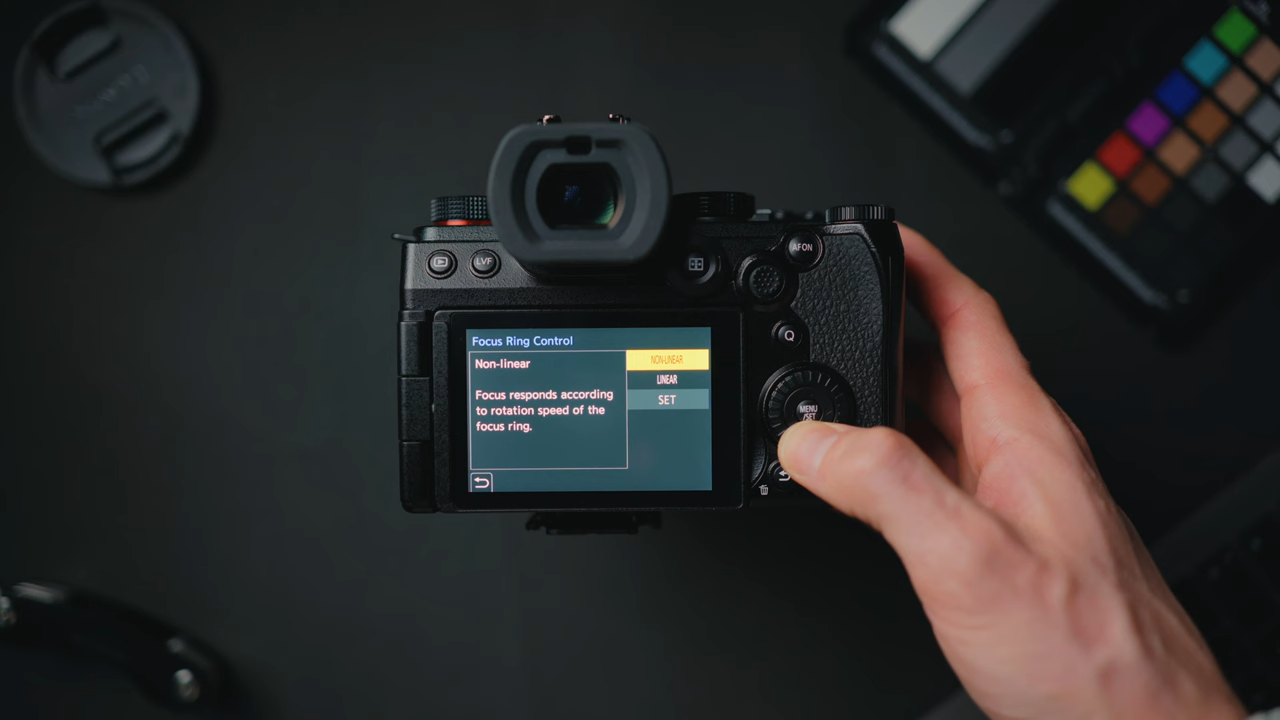 LVF
AFON
Q
MENU
/SET
Focus Ring Control
Non-linear
Focus responds according
to rotation speed of the
focus ring.
NON-LINEAR
LINEAR
SET